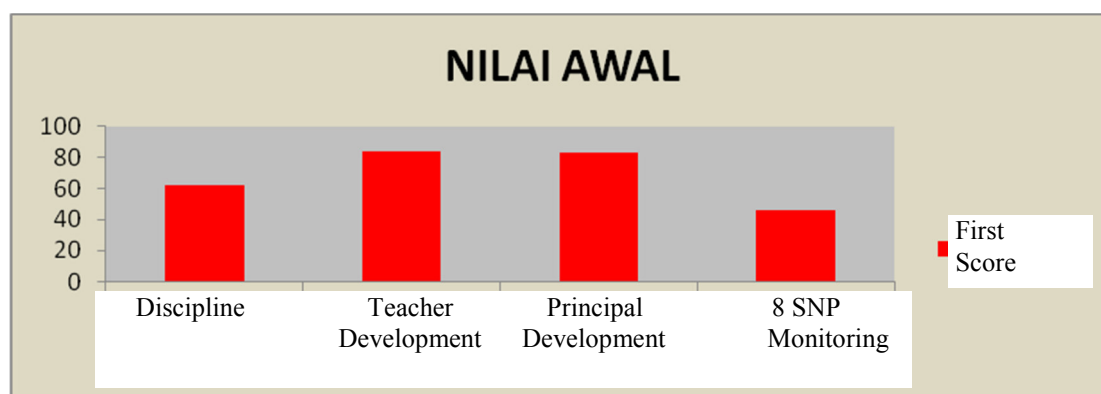 NILAI AWAL
100
80
60
40
20
0
Discipline
Teacher
Development
Principal
Development
8 SNP
Monitoring
First
Score